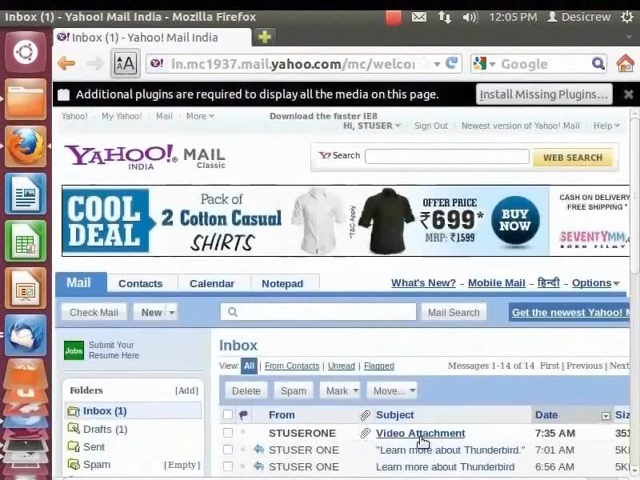 Inbox (1) - Yahoo! Mail India - Mozilla Firefox
12:05 PM
Desicrew
Inbox (1) - Yahoo! Mail India
in.mc1937.mail.yahoo.com/mc/welcor
Google
Additional plugins are required to display all the media on this page.
Install Missing Plugins...
Yahoo!
My Yahoo!
Mail
More
Download the faster IE8
Hi, STUSER
Sign Out
Newest version of Yahoo! Mail
Help
YAHOO! MAIL
INDIA
Classic
Search
WEB SEARCH
COOL DEAL
Pack of
2 Cotton Casual
SHIRTS
*T&C Apply
OFFER PRICE
₹699*
MRP: ₹1599
BUY NOW
CASH ON DELIVERY
FREE SHIPPING*
SEVENTYMM
Mail
Contacts
Calendar
Notepad
What's New?
Mobile Mail
हिन्दी
Options
Check Mail
New
Mail Search
Get the newest Yahoo! M
Jobs
Submit Your
Resume Here
Inbox
View: All | From Contacts | Unread | Flagged
Messages 1-14 of 14
First | Previous | Next
Delete
Spam
Mark
Move...
Folders
[Add]
Inbox (1)
Drafts (1)
Sent
Spam
[Empty]
From
Subject
Date
Siz
STUSERONE
Video Attachment
7:35 AM
351
STUSER ONE
"Learn more about Thunderbird."
7:01 AM
5K
STUSER ONE
Learn more about Thunderbird
6:56 AM
5K